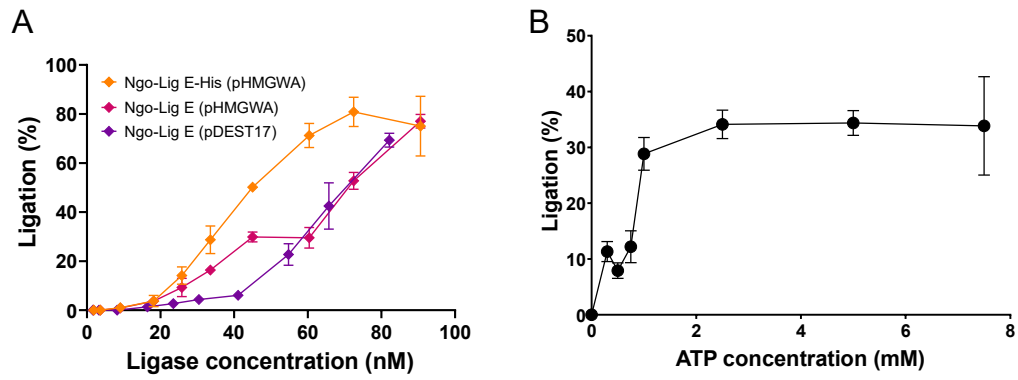 A
Ligation (%)
100
80
60
40
20
0
Ngo-Lig E-His (pHMGWA)
Ngo-Lig E (pHMGWA)
Ngo-Lig E (pDEST17)
0 20 40 60 80 100
Ligase concentration (nM)
B
Ligation (%)
50
40
30
20
10
0
0 2 4 6 8
ATP concentration (mM)